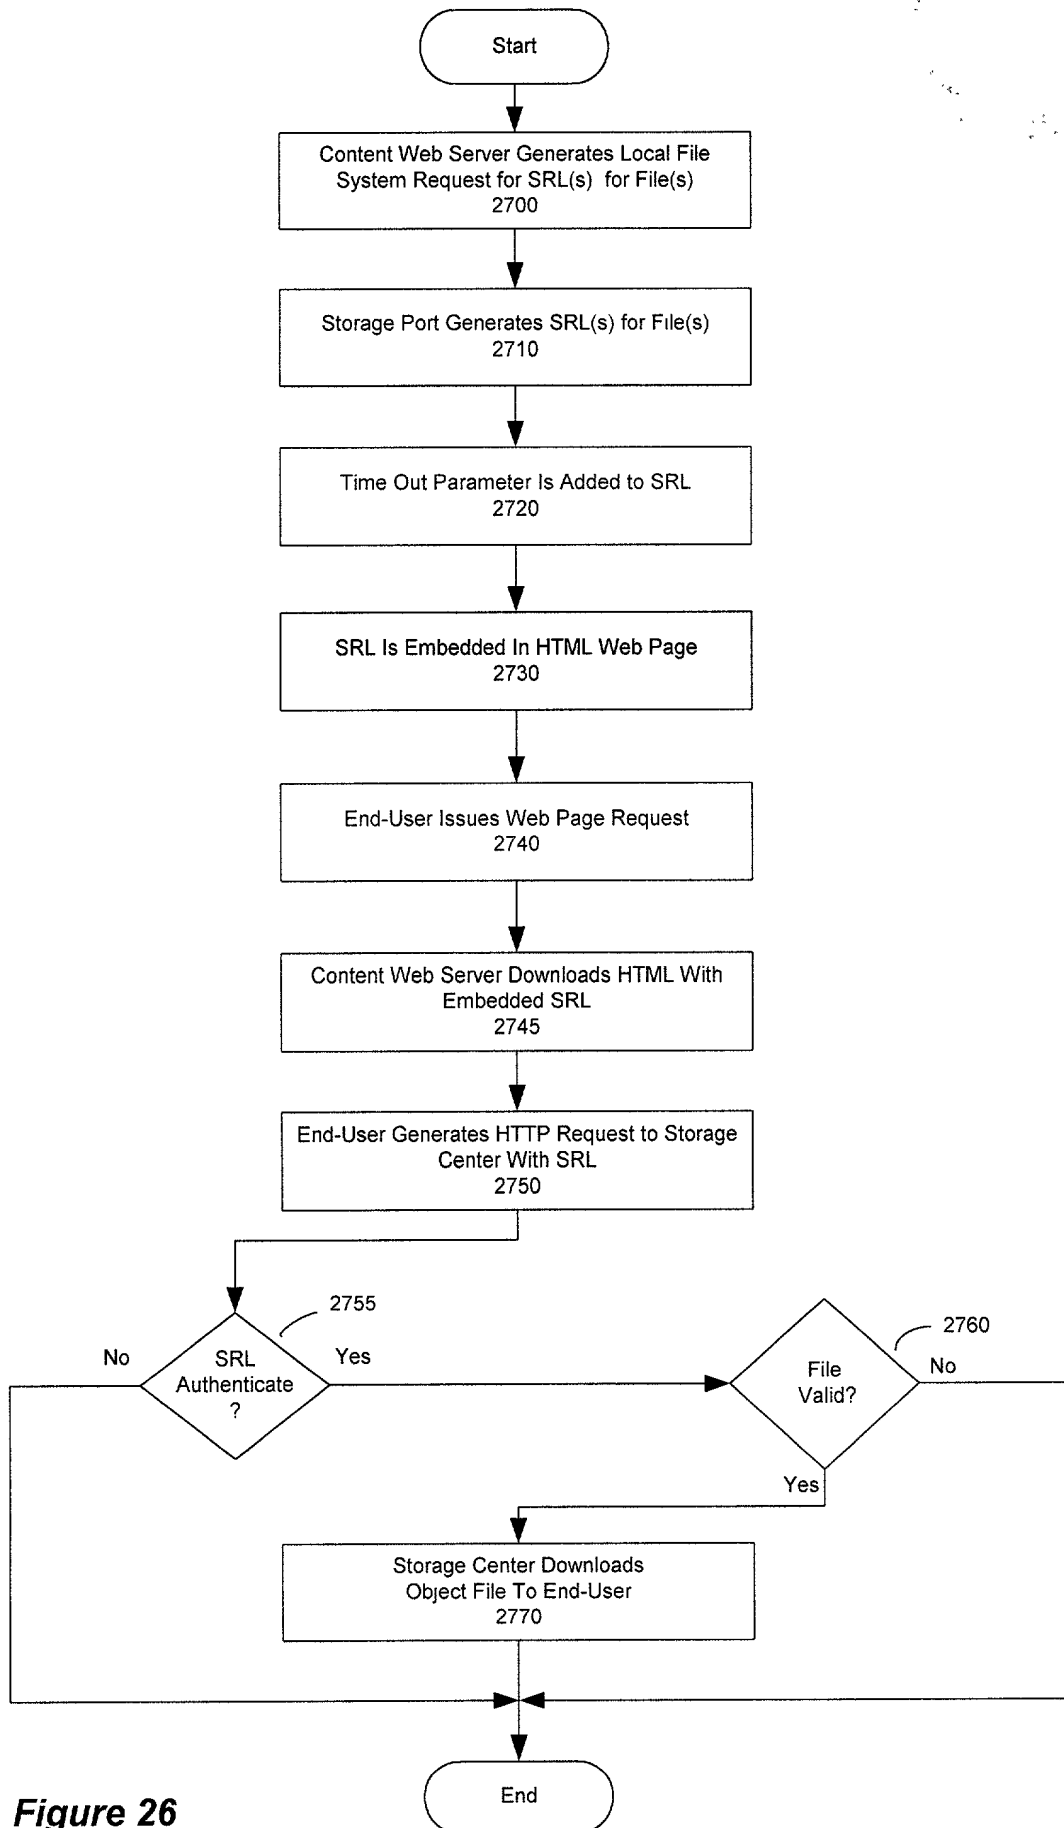 Start
Content Web Server Generates Local File
System Request for SRL(s) for File(s)
2700
Storage Port Generates SRL(s) for File(s)
2710
Time Out Parameter Is Added to SRL
2720
SRL Is Embedded In HTML Web Page
2730
End-User Issues Web Page Request
2740
Content Web Server Downloads HTML With
Embedded SRL
2745
End-User Generates HTTP Request to Storage
Center With SRL
2750
2755
No
SRL
Authenticate
?
Yes
2760
File
Valid?
No
Yes
Storage Center Downloads
Object File To End-User
2770
End
Figure 26